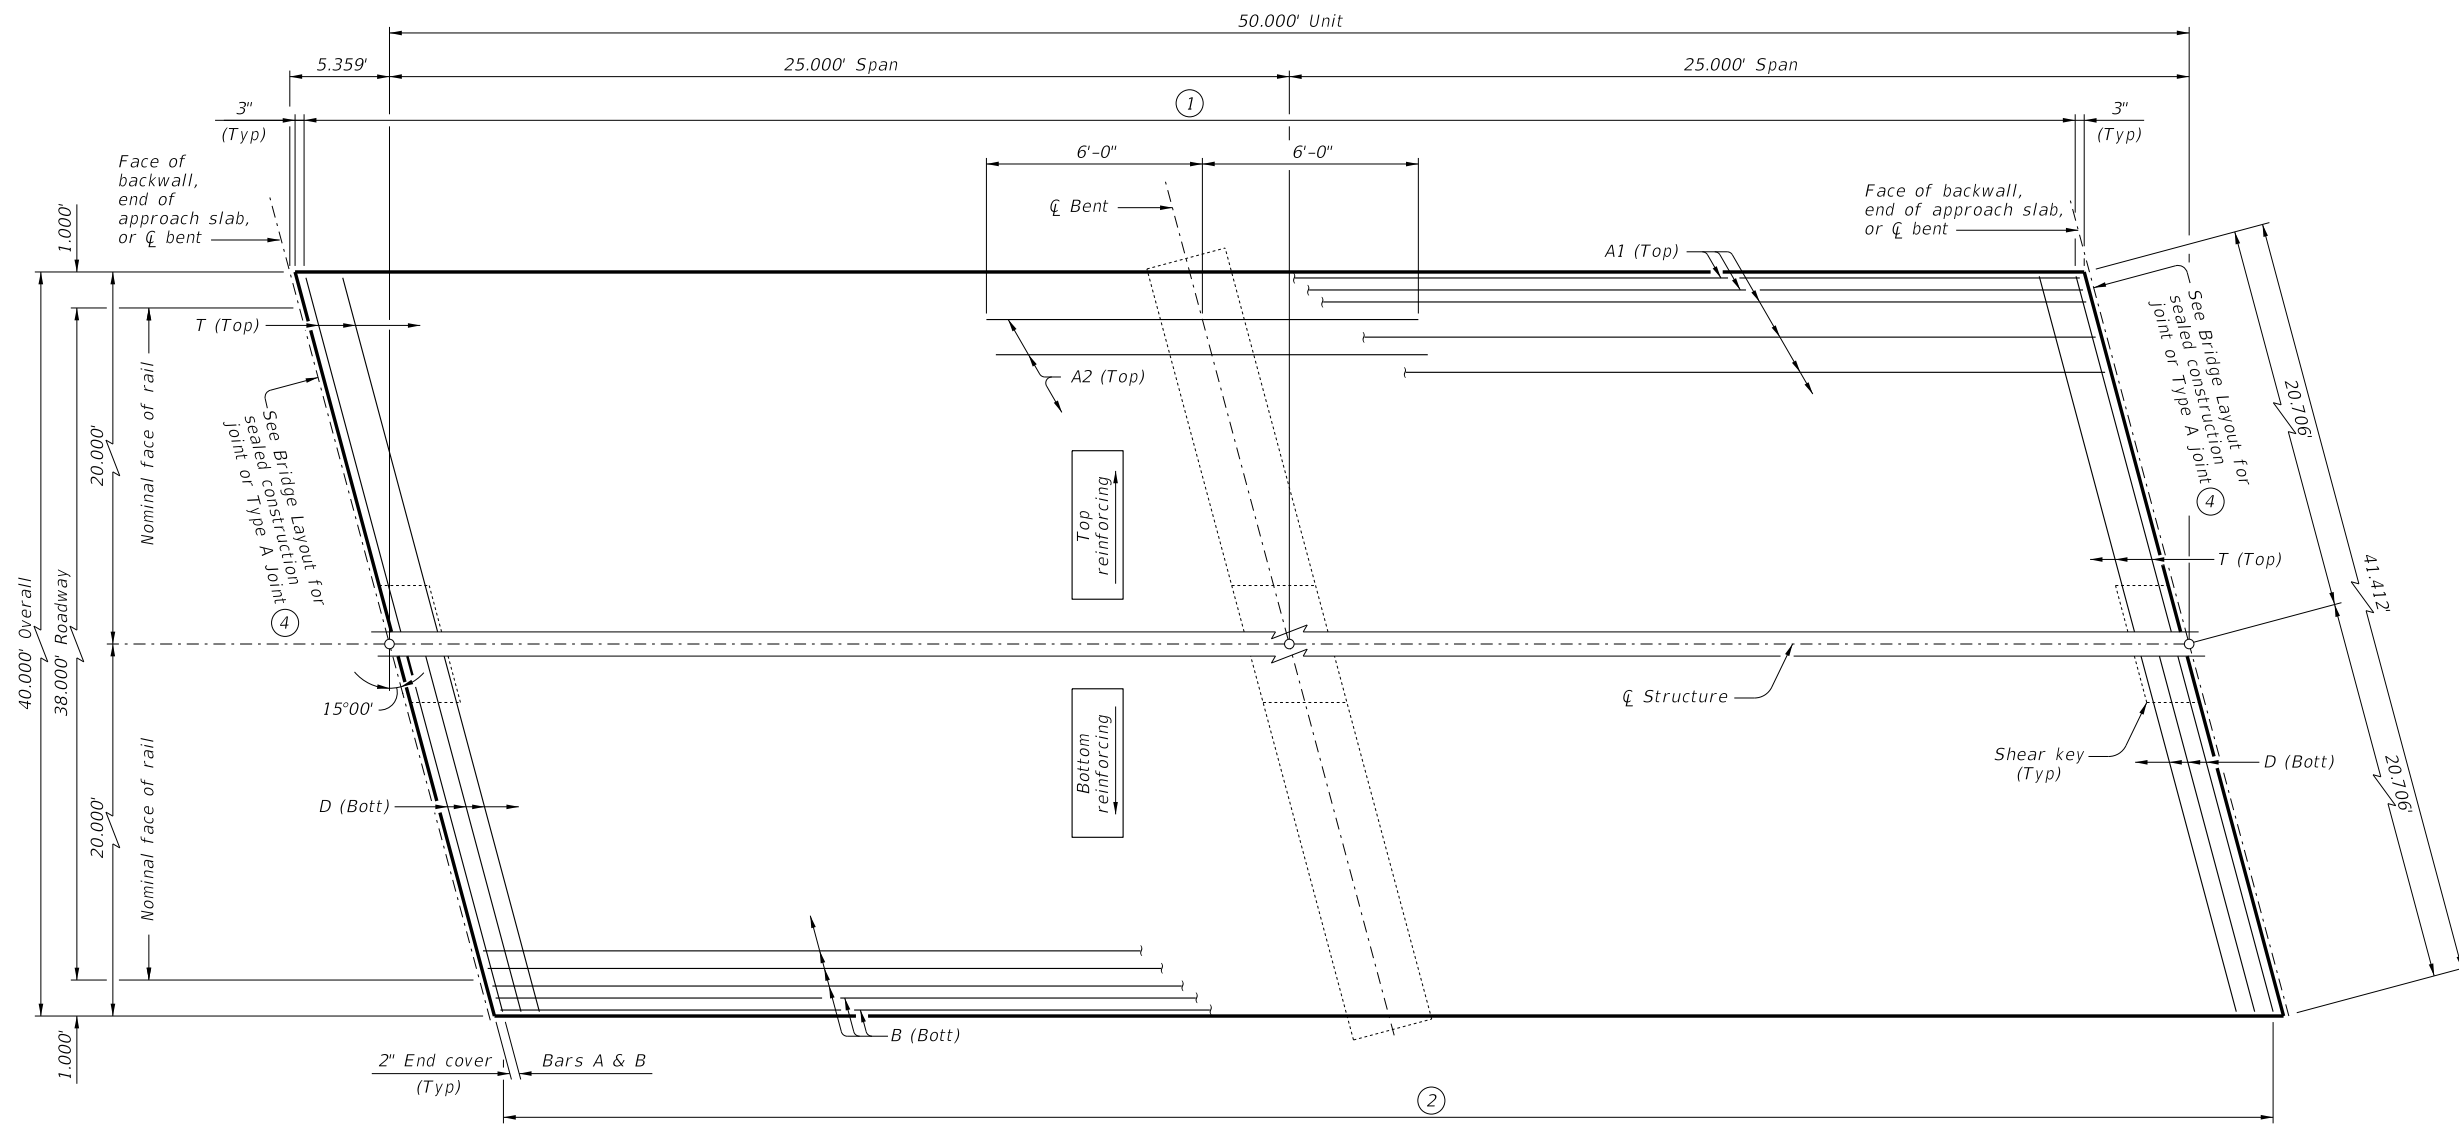 50.000' Unit
5.359'
25.000' Span
25.000' Span
3"
(Typ)
1
3"
(Typ)
6'-0"
6'-0"
Face of
backwall,
end of
approach slab,
or ℄ bent
℄ Bent
Face of backwall,
end of approach slab,
or ℄ bent
1.000'
A1 (Top)
T (Top)
A2 (Top)
See Bridge Layout for
sealed construction
joint or Type A joint
4
20.706'
41.412'
20.706'
Nominal face of rail
20.000'
See Bridge Layout for
sealed construction
joint or Type A Joint
4
Top
reinforcing
T (Top)
40.000' Overall
38.000' Roadway
15°00'
℄ Structure
Bottom
reinforcing
Shear key
(Typ)
D (Bott)
Nominal face of rail
20.000'
D (Bott)
B (Bott)
1.000'
2" End cover
(Typ)
Bars A & B
2